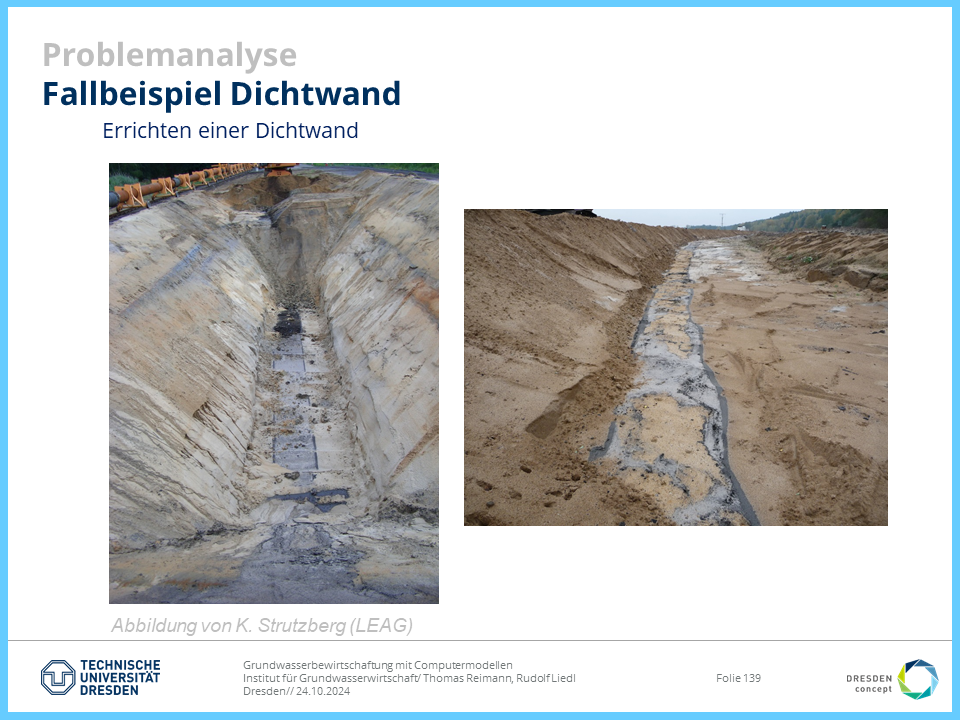 Problemanalyse
Fallbeispiel Dichtwand
Errichten einer Dichtwand
Abbildung von K. Strutzberg (LEAG)
TECHNISCHE
UNIVERSITÄT
DRESDEN
Grundwasserbewirtschaftung mit Computermodellen
Institut für Grundwasserwirtschaft/ Thomas Reimann, Rudolf Liedl
Dresden// 24.10.2024
Folie 139
DRESDEN
concept